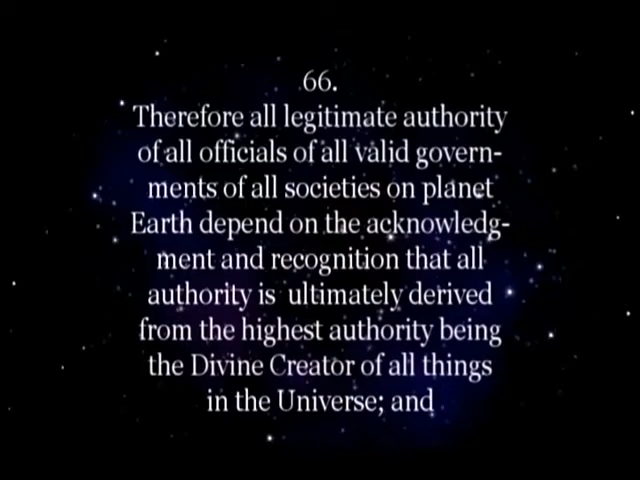 66.
Therefore all legitimate authority
of all officials of all valid govern-
ments of all societies on planet
Earth depend on the acknowledg-
ment and recognition that all
authority is  ultimately derived
from the highest authority being
the Divine Creator of all things
in the Universe; and